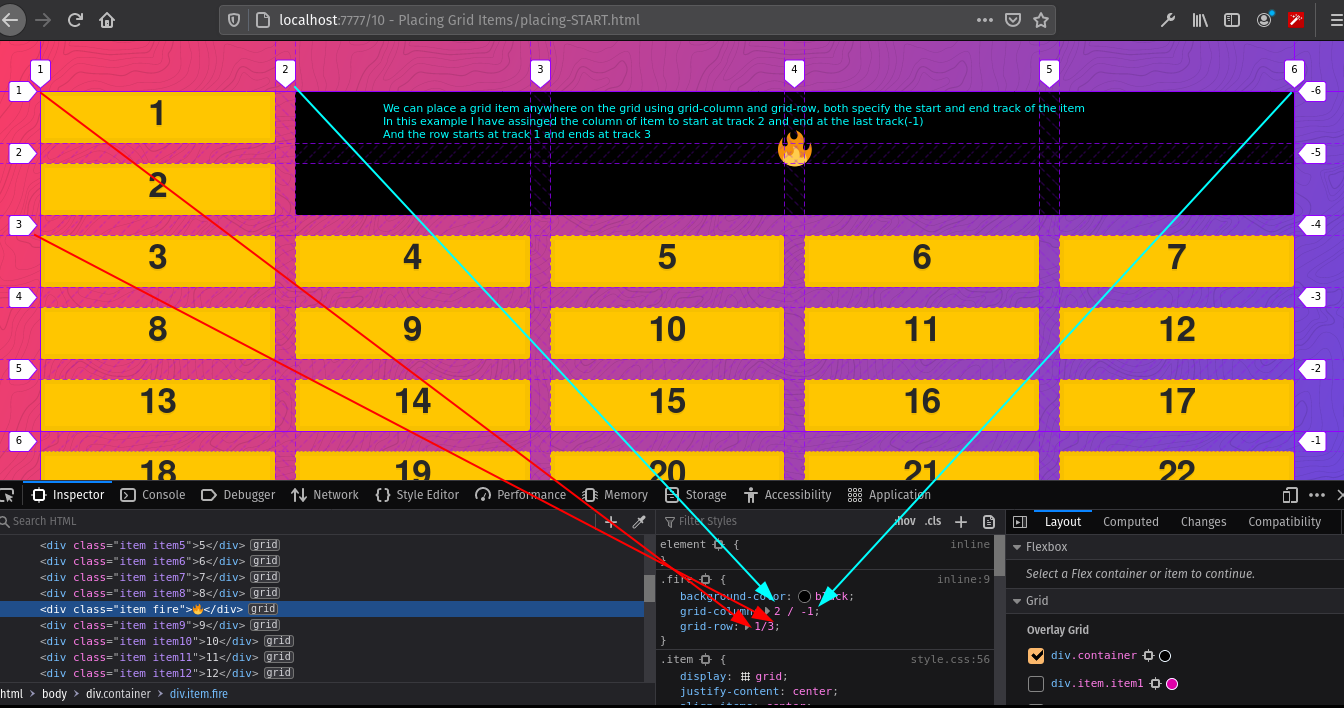 localhost:7777/10 - Placing Grid Items/placing-START.html
1 2 3 4 5 6
1 1 -6
We can place a grid item anywhere on the grid using grid-column and grid-row, both specify the start and end track of the item
In this example I have assinged the column of item to start at track 2 and end at the last track(-1)
And the row starts at track 1 and ends at track 3
2 -5
2
3 -4
3 4 5 6 7
4 -3
8 9 10 11 12
5 -2
13 14 15 16 17
6 -1
18 19 20 21 22
Inspector Console Debugger Network Style Editor Performance Memory Storage Accessibility Application
Search HTML
Filter Styles :hov .cls
Layout Computed Changes Compatibility
<div class="item item5">5</div> grid
<div class="item item6">6</div> grid
<div class="item item7">7</div> grid
<div class="item item8">8</div> grid
<div class="item fire">🔥</div> grid
<div class="item item9">9</div> grid
<div class="item item10">10</div> grid
<div class="item item11">11</div> grid
<div class="item item12">12</div> grid
html > body > div.container > div.item.fire
element { inline
}
.fire { inline:9
background-color: black;
grid-column: 2 / -1;
grid-row: 1/3;
}
.item { style.css:56
display: grid;
justify-content: center;
align-items: center;
Flexbox
Select a Flex container or item to continue.
Grid
Overlay Grid
div.container
div.item.item1